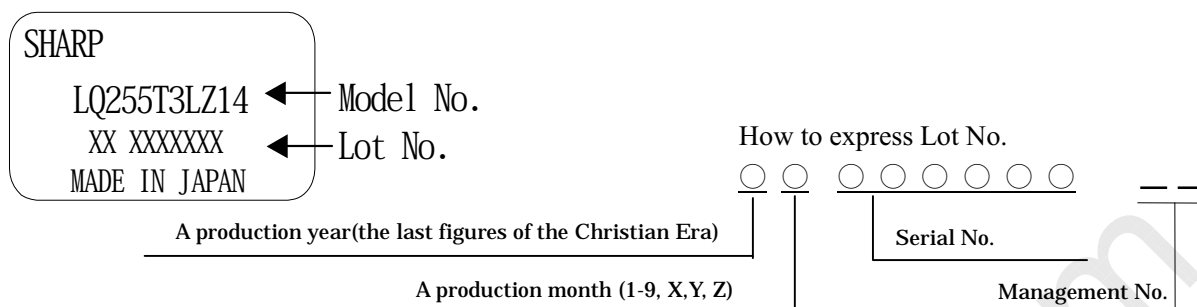 SHARP
LQ255T3LZ14
Model No.
XX XXXXXXX
Lot No.
MADE IN JAPAN
How to express Lot No.
A production year(the last figures of the Christian Era)
Serial No.
A production month (1-9, X,Y, Z)
Management No.